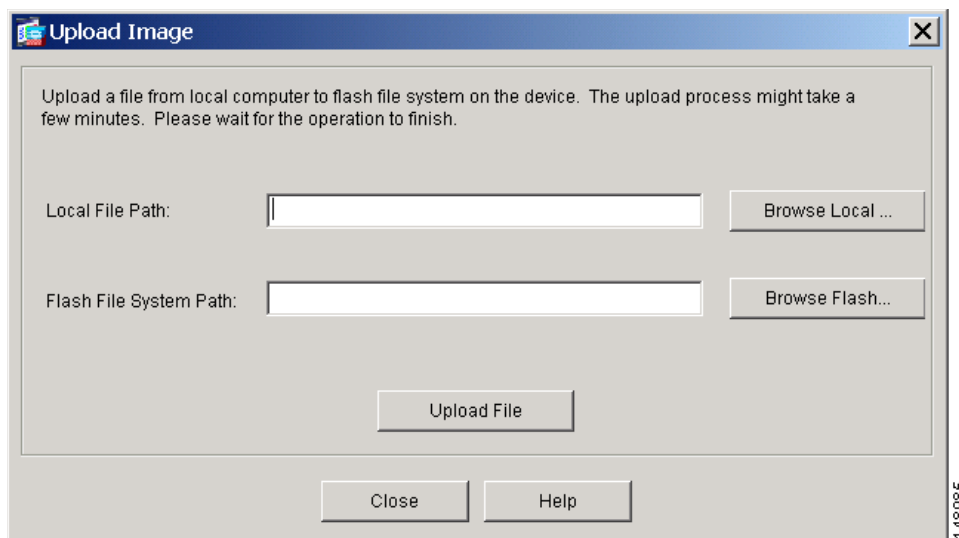 Upload Image
Upload a file from local computer to flash file system on the device. The upload process might take a
few minutes. Please wait for the operation to finish.
Local File Path:
Browse Local ...
Flash File System Path:
Browse Flash...
Upload File
Close
Help
148985